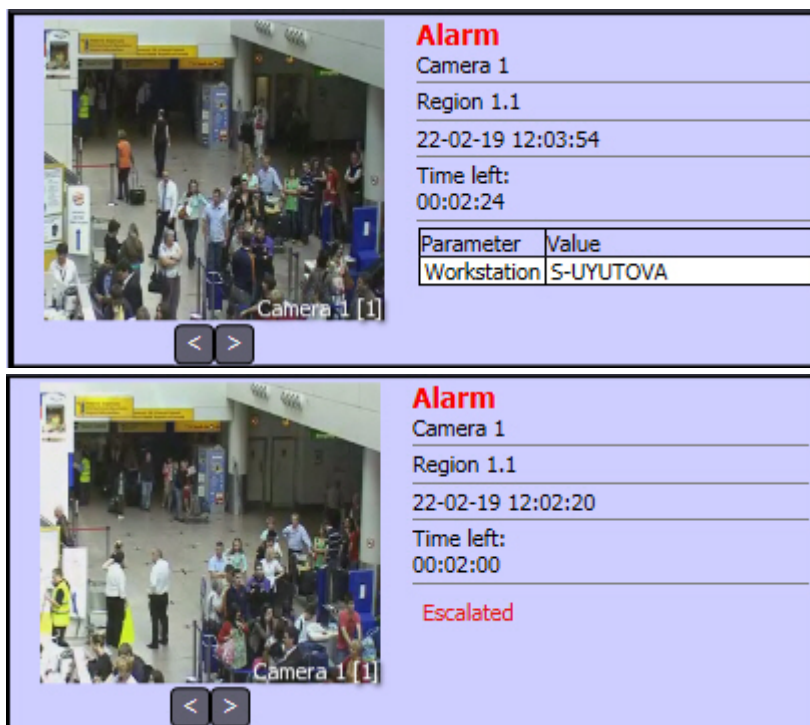 Alarm
Camera 1
Region 1.1
22-02-19 12:03:54
Time left:
00:02:24
Parameter Value
Workstation S-UYUTOVA
Camera 1 [1]
< >
Alarm
Camera 1
Region 1.1
22-02-19 12:02:20
Time left:
00:02:00
Escalated
Camera 1 [1]
< >